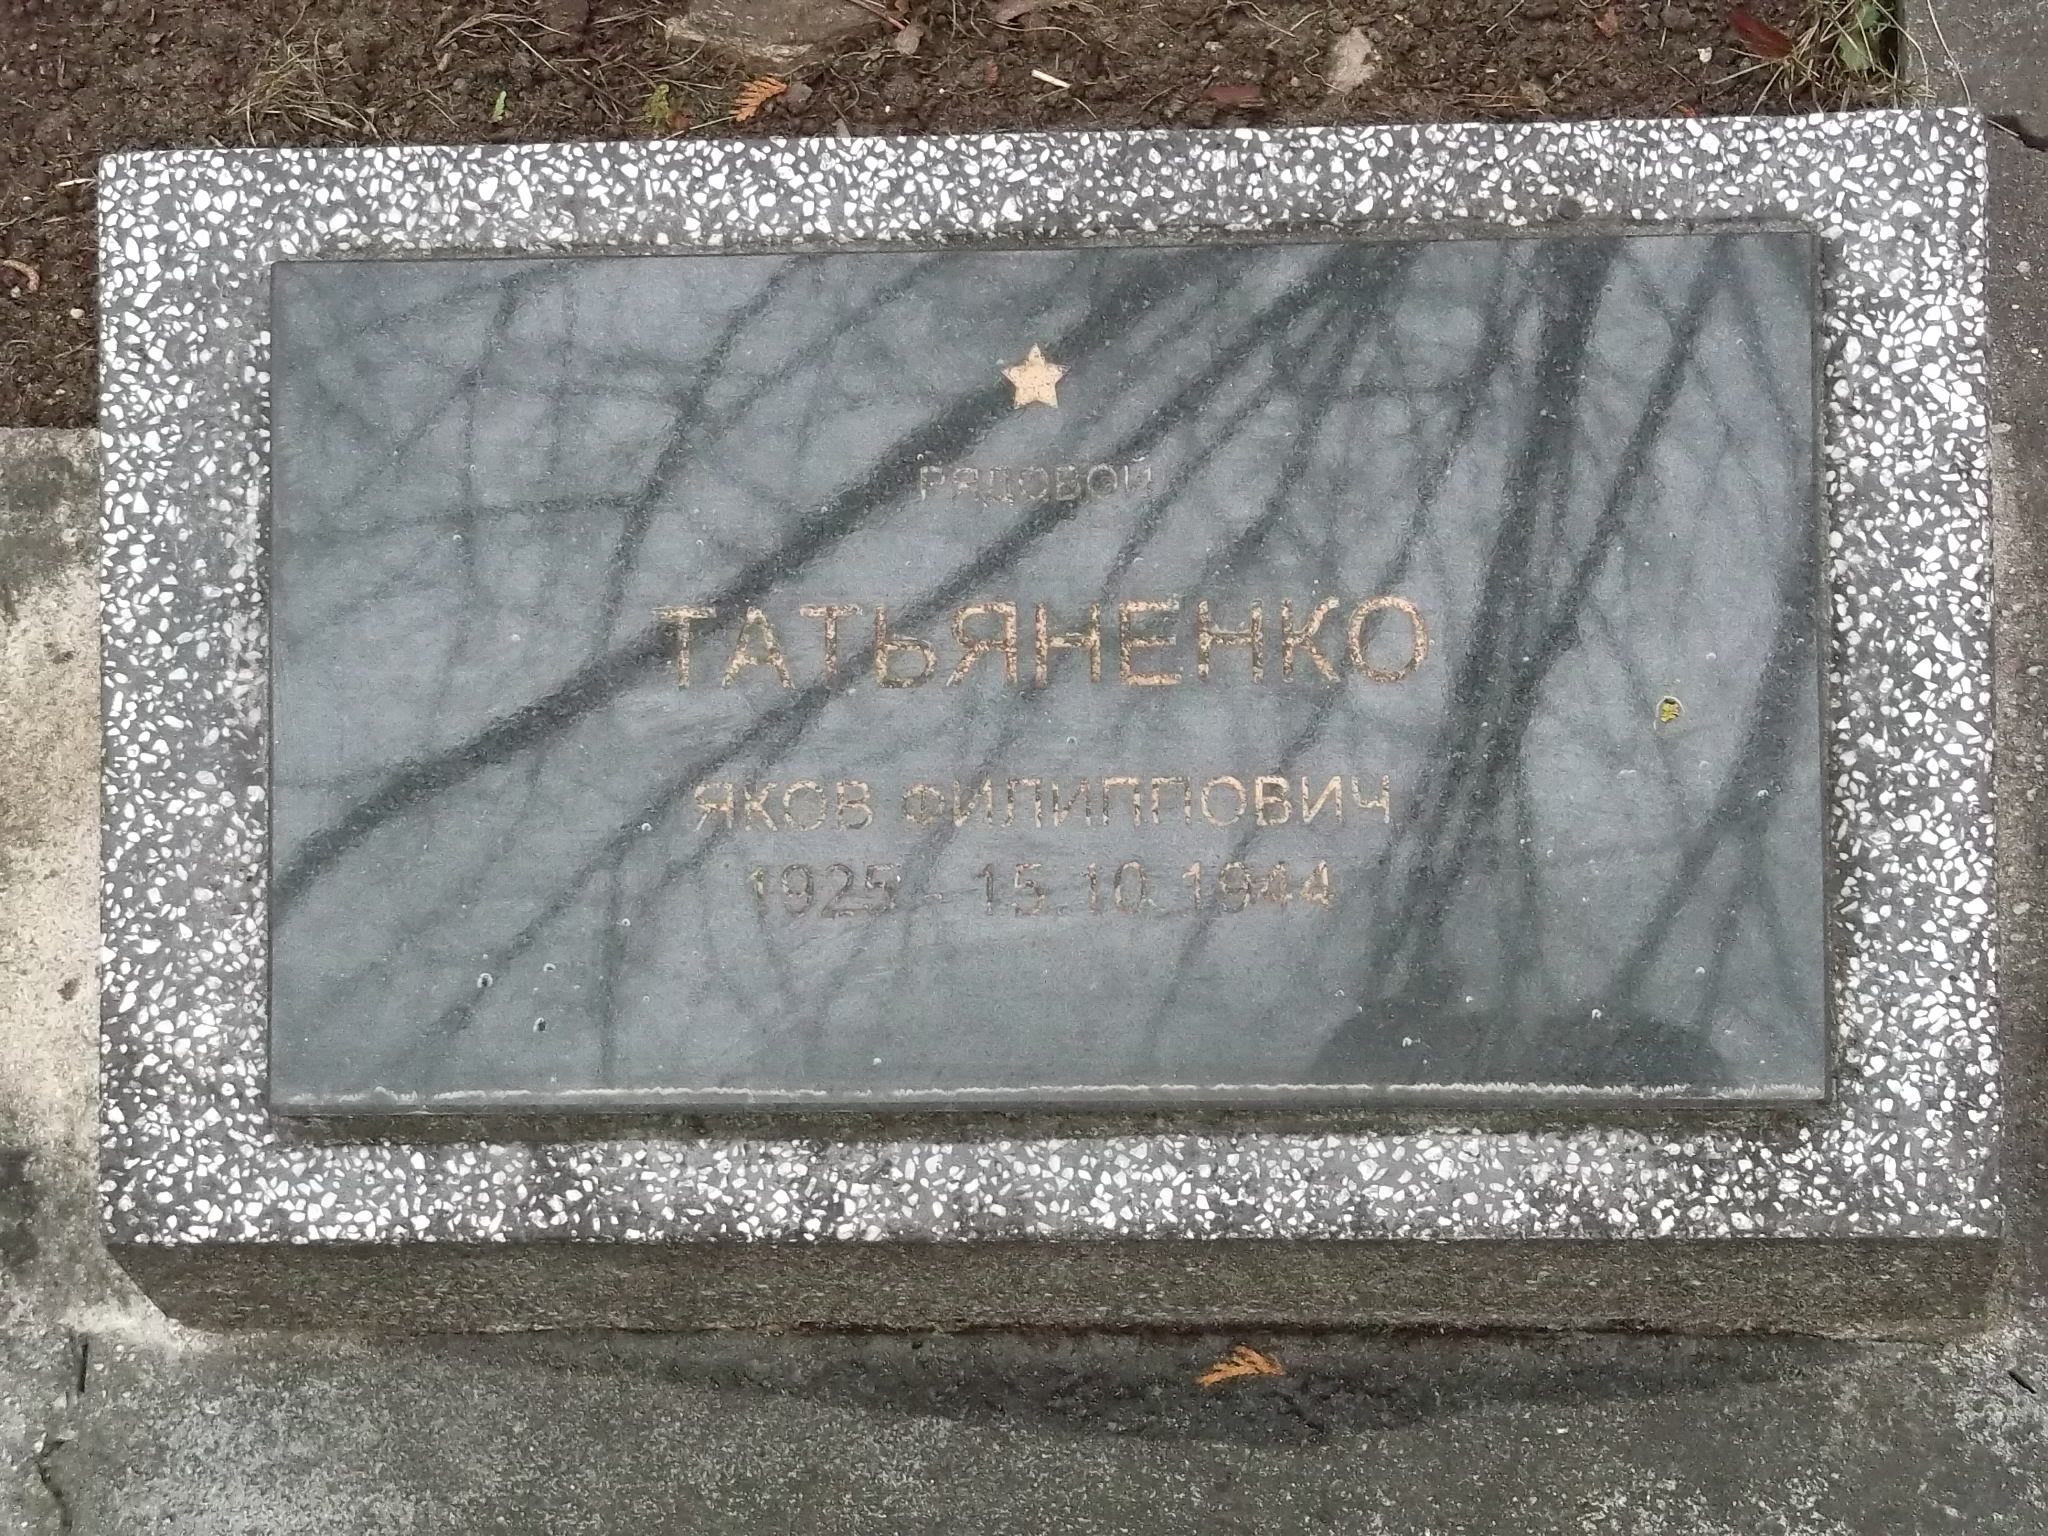 РЯДОВОЙ
ТАТЬЯНЕНКО
ЯКОВ ФИЛИППОВИЧ
1925 - 15.10.1944